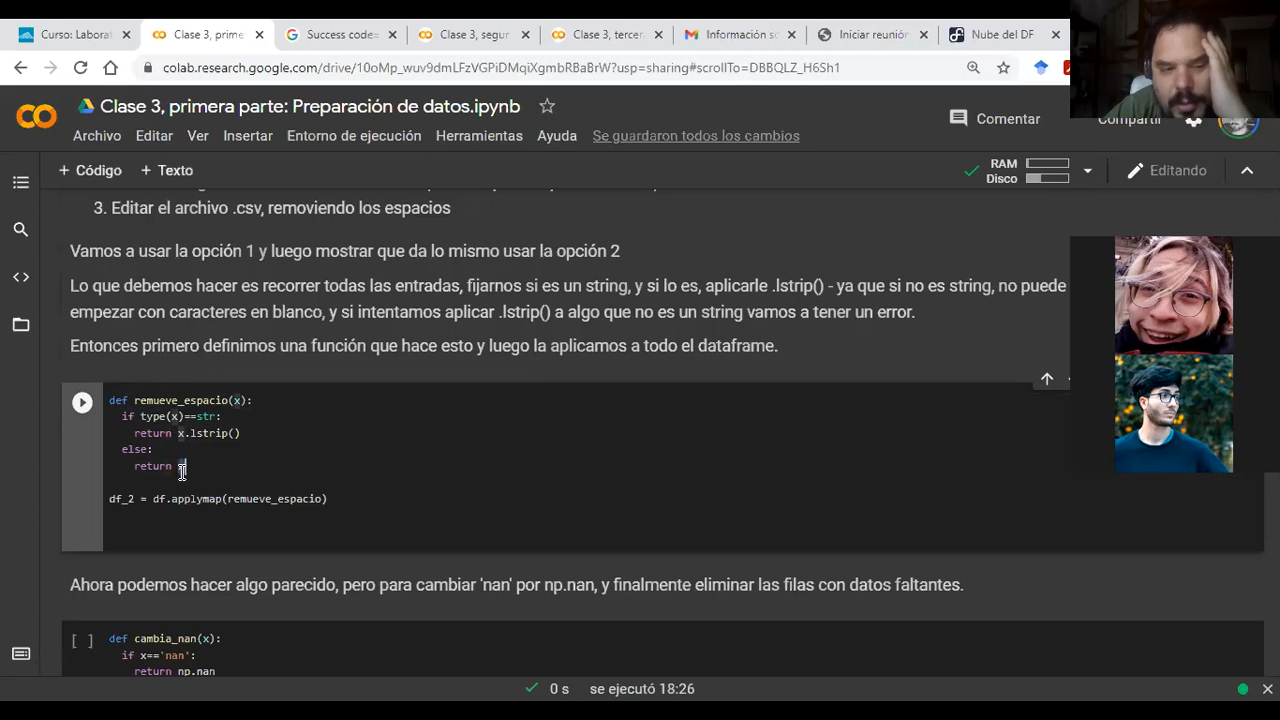 Curso: Laborat
Clase 3, prime
Success code=
Clase 3, segur
Clase 3, tercer
Información sc
Iniciar reunión
Nube del DF
colab.research.google.com/drive/10oMp_wuv9dmLFzVGPiDMqiXgmbRBaBrW?usp=sharing#scrollTo=DBBQLZ_H6Sh1
Clase 3, primera parte: Preparación de datos.ipynb
Archivo Editar Ver Insertar Entorno de ejecución Herramientas Ayuda Se guardaron todos los cambios
Comentar
Compartir
+ Código + Texto
RAM
Disco
Editando
3. Editar el archivo .csv, removiendo los espacios
Vamos a usar la opción 1 y luego mostrar que da lo mismo usar la opción 2
Lo que debemos hacer es recorrer todas las entradas, fijarnos si es un string, y si lo es, aplicarle .lstrip() - ya que si no es string, no puede
empezar con caracteres en blanco, y si intentamos aplicar .lstrip() a algo que no es un string vamos a tener un error.
Entonces primero definimos una función que hace esto y luego la aplicamos a todo el dataframe.
def remueve_espacio(x):
if type(x)==str:
return x.lstrip()
else:
return
df_2 = df.applymap(remueve_espacio)
Ahora podemos hacer algo parecido, pero para cambiar 'nan' por np.nan, y finalmente eliminar las filas con datos faltantes.
[ ] def cambia_nan(x):
if x=='nan':
return np.nan
0 s se ejecutó 18:26